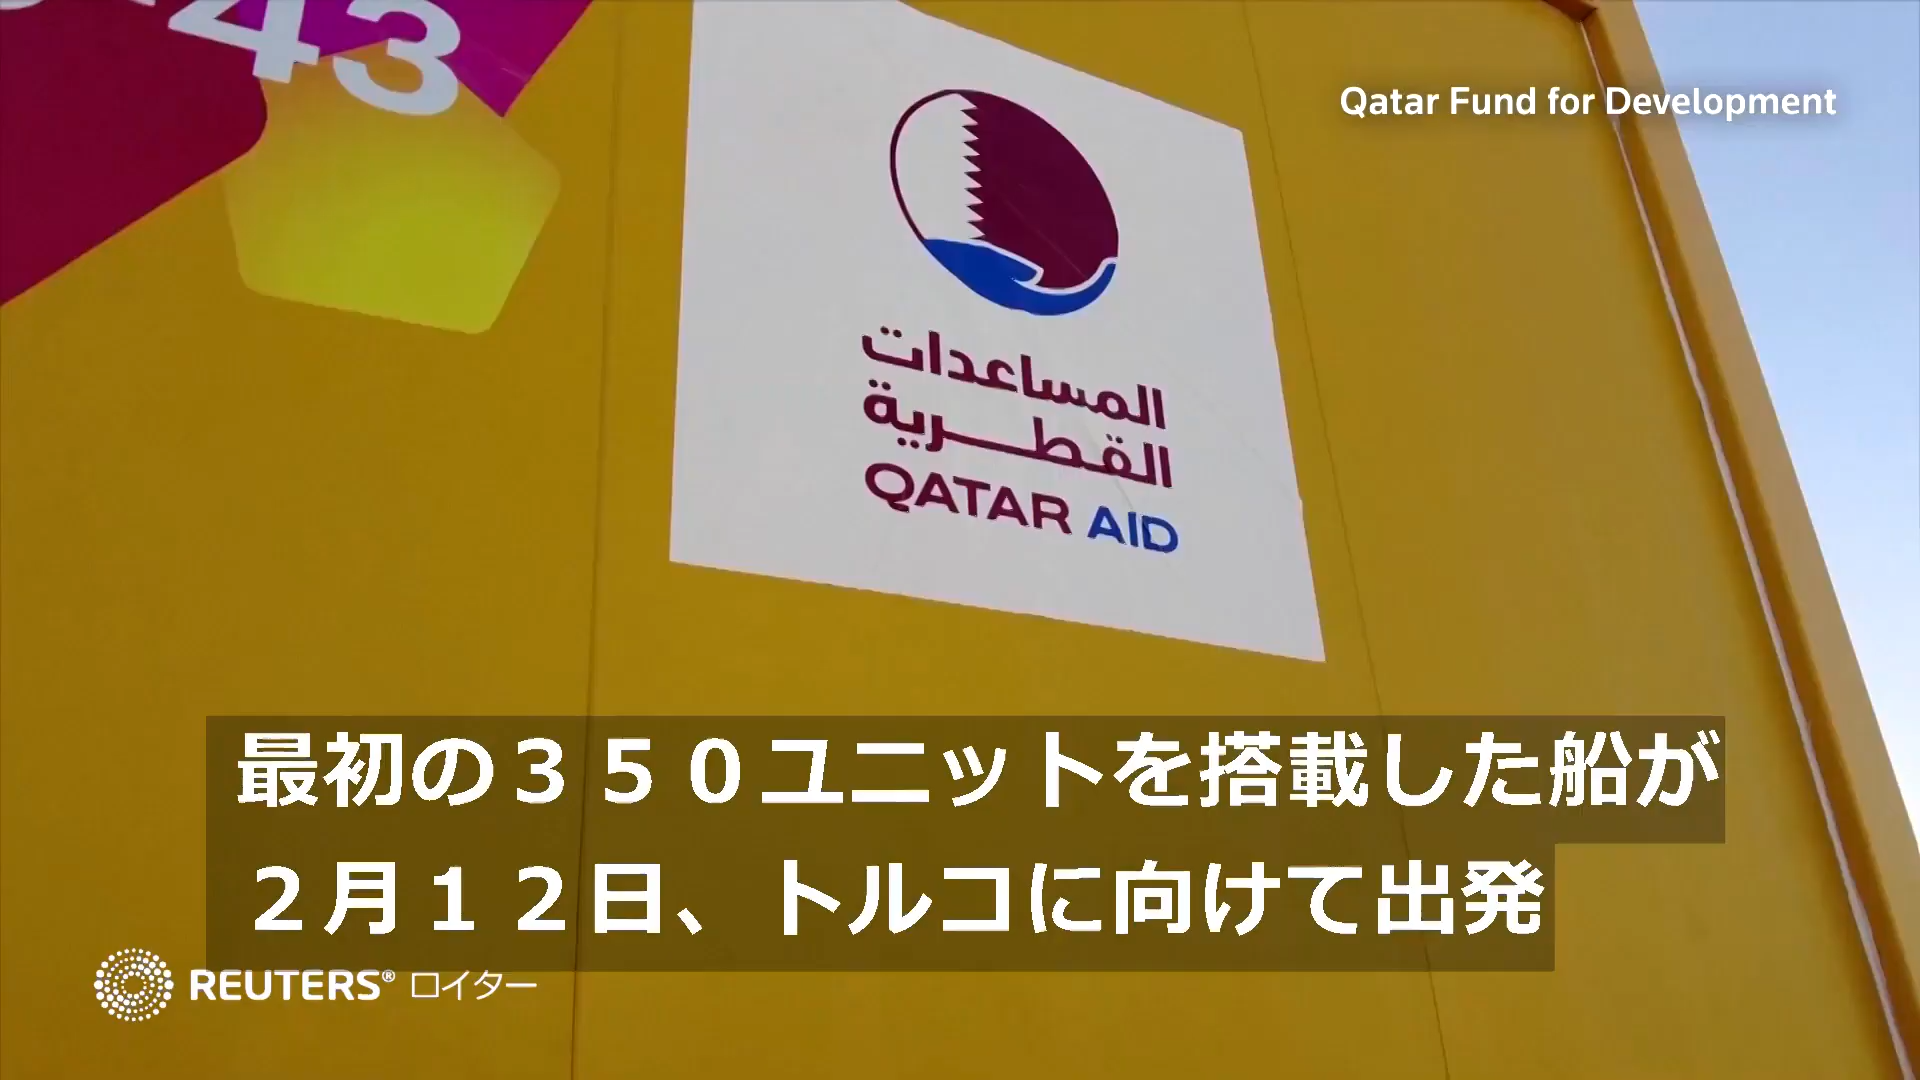 43
Qatar Fund for Development
المساعدات
القطرية
QATAR AID
最初の３５０ユニットを搭載した船が
２月１２日、トルコに向けて出発
REUTERS® ロイター